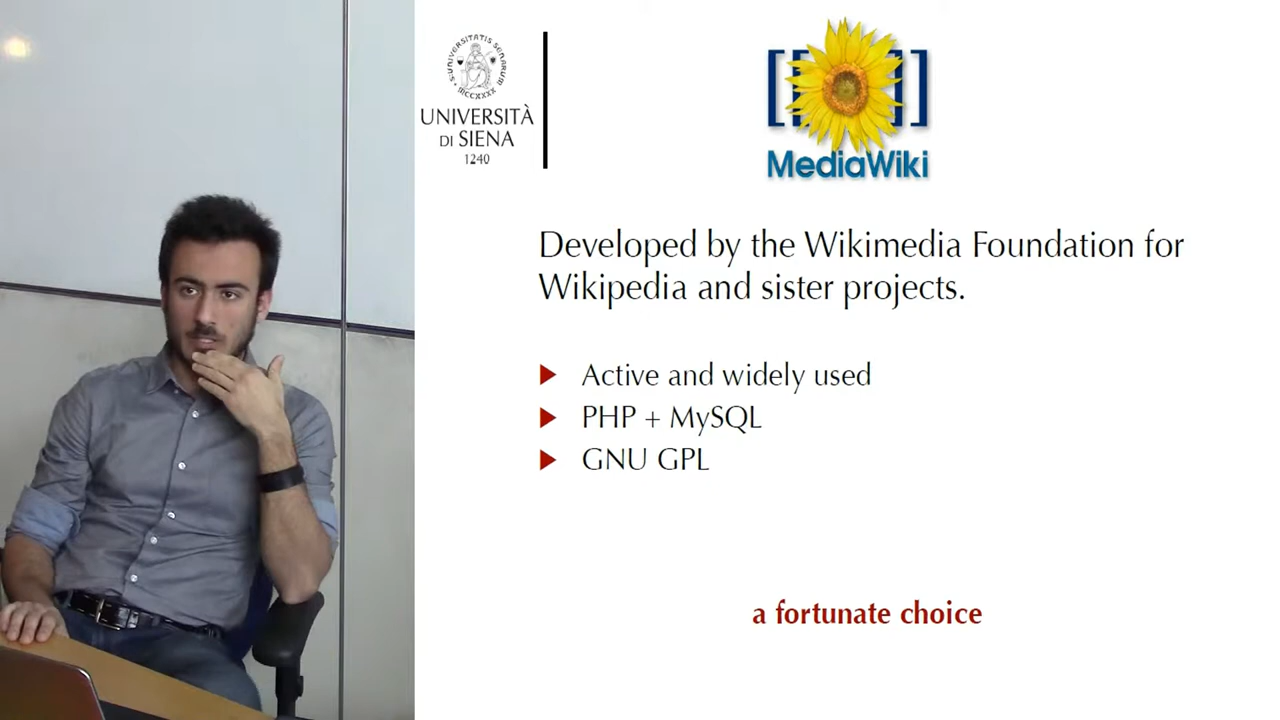 UNIVERSITÀ
DI SIENA
1240
MediaWiki
Developed by the Wikimedia Foundation for
Wikipedia and sister projects.
Active and widely used
PHP + MySQL
GNU GPL
a fortunate choice